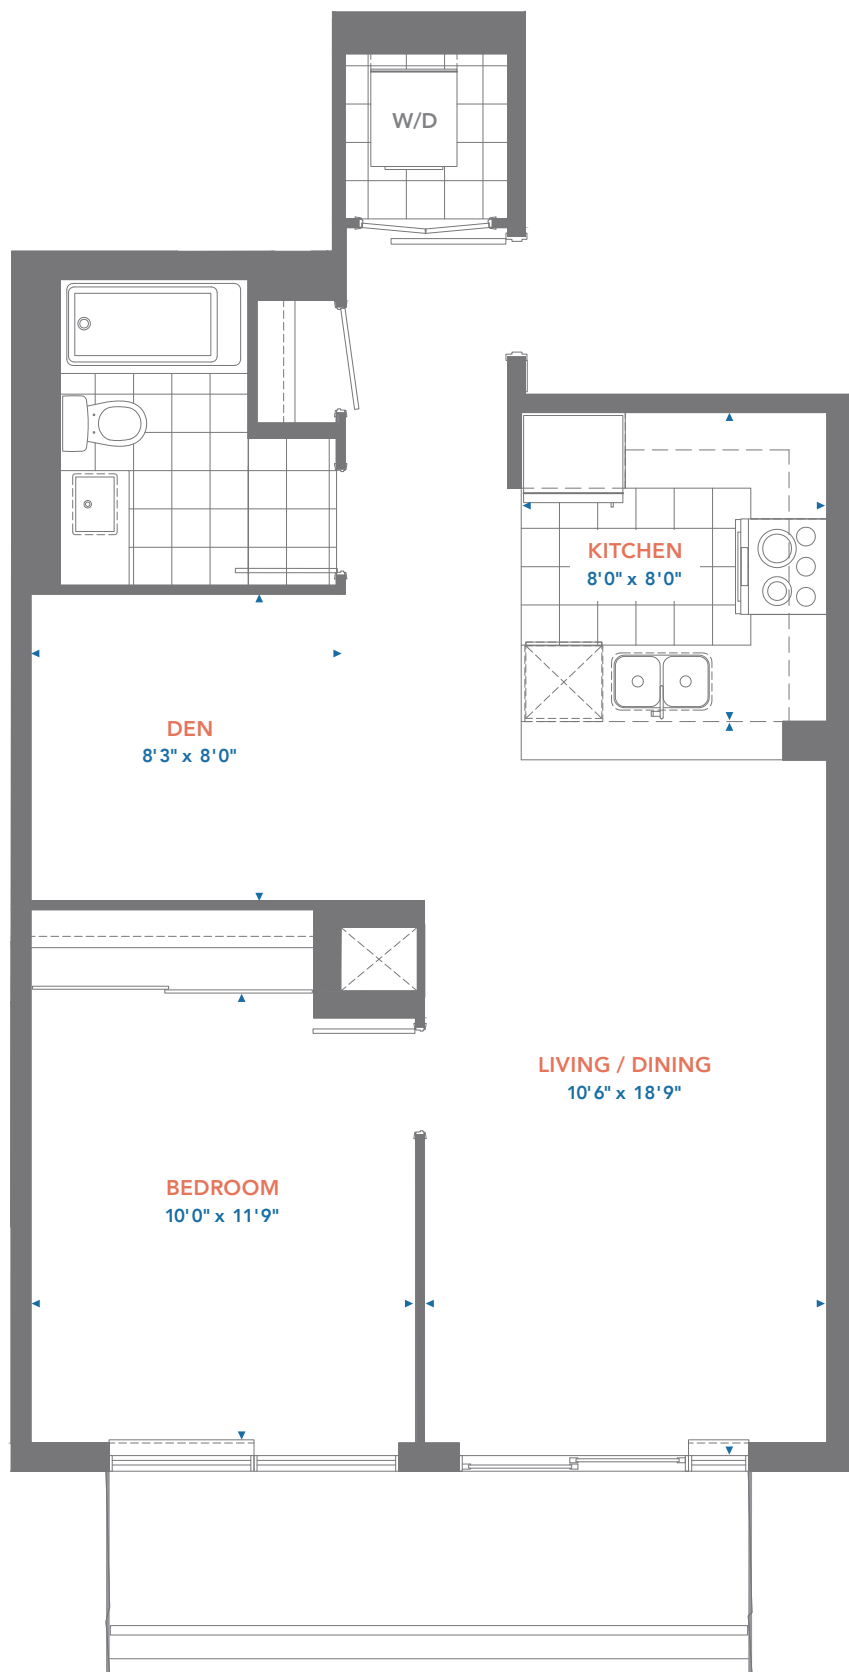 W/D
KITCHEN
8'0" x 8'0"
DEN
8'3" x 8'0"
LIVING / DINING
10'6" x 18'9"
BEDROOM
10'0" x 11'9"